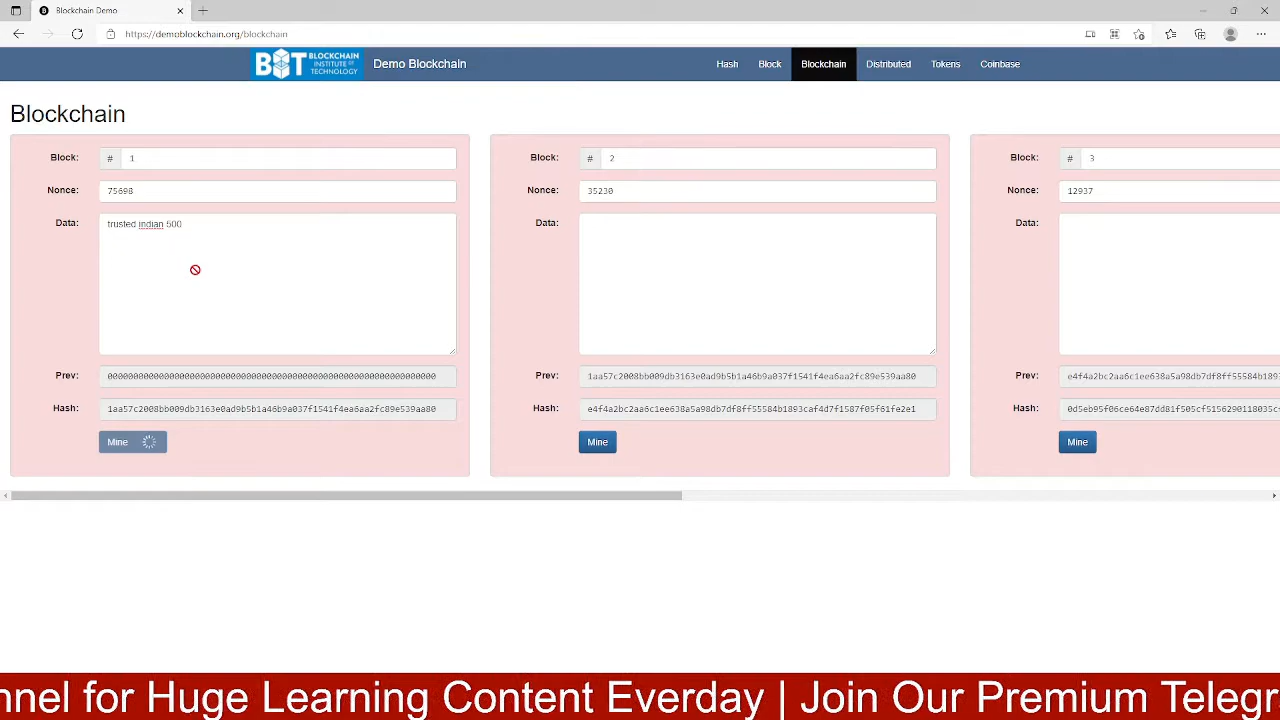 Blockchain Demo
https://demoblockchain.org/blockchain
BOT BLOCKCHAIN INSTITUTE OF TECHNOLOGY Demo Blockchain Hash Block Blockchain Distributed Tokens Coinbase
Blockchain
Block: # 1
Nonce: 75698
Data: trusted indian 500
Prev: 0000000000000000000000000000000000000000000000000000000000000000
Hash: 1aa57c2008bb009db3163e0ad9b5b1a46b9a037f1541f4ea6aa2fc89e539aa80
Mine
Block: # 2
Nonce: 35230
Data:
Prev: 1aa57c2008bb009db3163e0ad9b5b1a46b9a037f1541f4ea6aa2fc89e539aa80
Hash: e4f4a2bc2aa6c1ee638a5a98db7df8ff55584b1893caf4d7f1587f05f61fe2e1
Mine
Block: # 3
Nonce: 12937
Data:
Prev: e4f4a2bc2aa6c1ee638a5a98db7df8ff55584b189
Hash: 0d5eb95f06ce64e87dd81f505cf5156290118035c
Mine
nnel for Huge Learning Content Everday | Join Our Premium Telegr